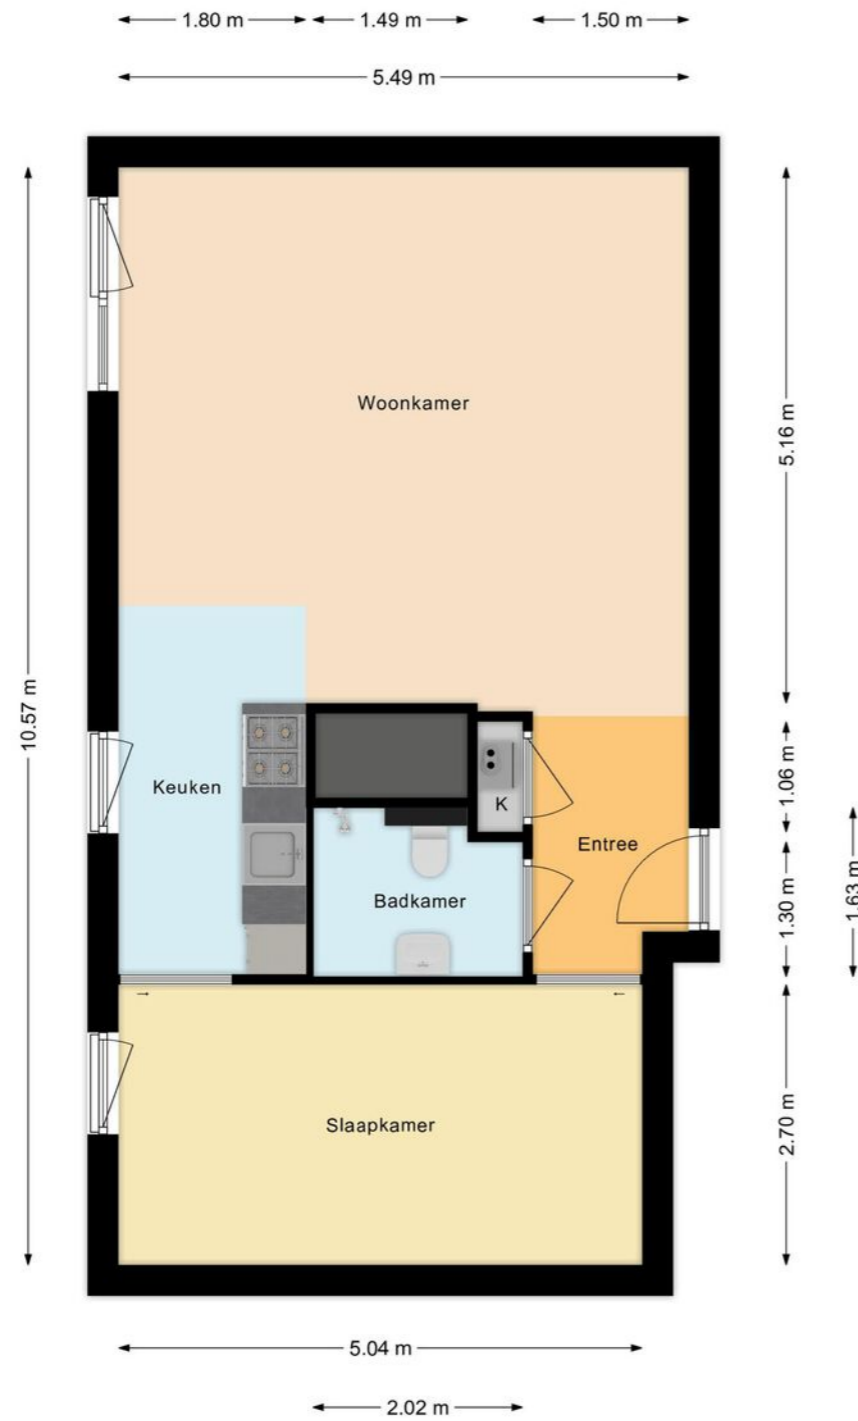 1.80 m
1.49 m
1.50 m
5.49 m
Woonkamer
5.16 m
10.57 m
1.06 m
Keuken
K
Entree
1.63 m
1.30 m
Badkamer
Slaapkamer
2.70 m
5.04 m
2.02 m